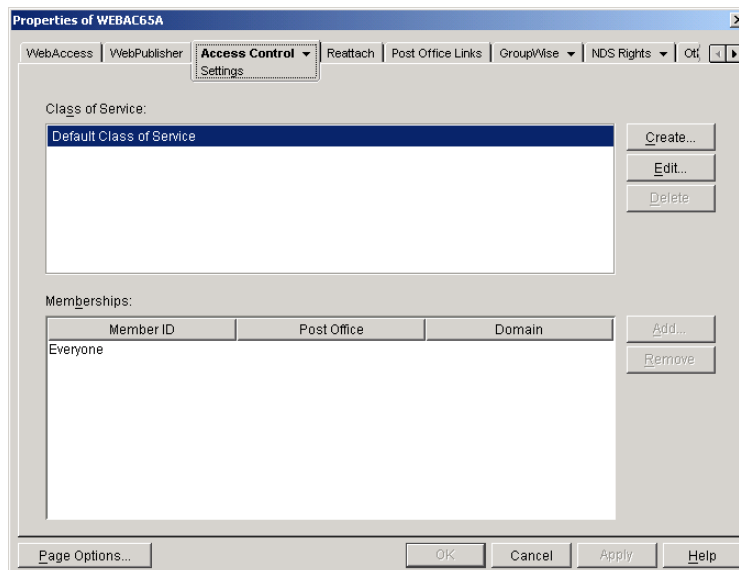 Properties of WEBAC65A
WebAccess WebPublisher Access Control Reattach Post Office Links GroupWise NDS Rights
Settings
Class of Service:
Default Class of Service
Create...
Edit...
Delete
Memberships:
Member ID Post Office Domain
Add...
Everyone
Remove
Page Options... OK Cancel Apply Help